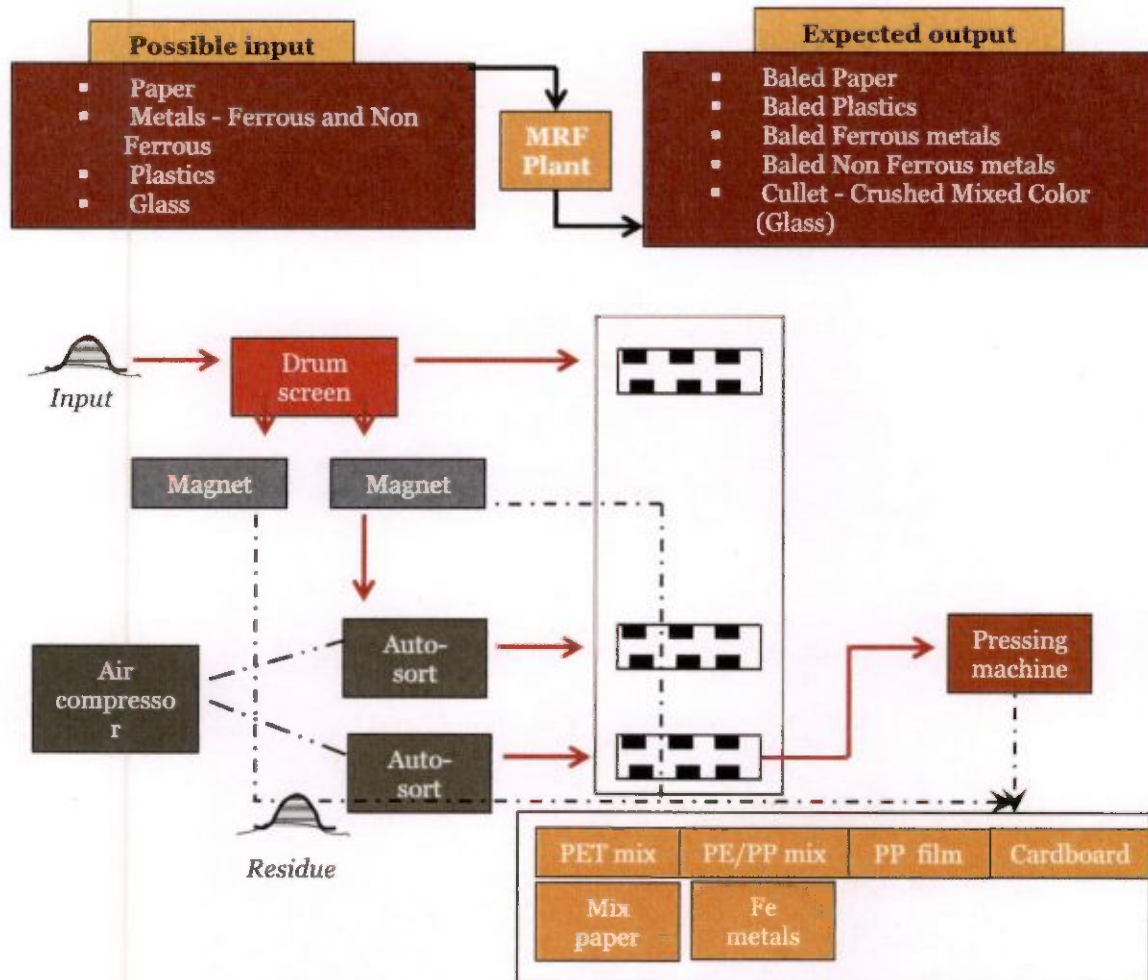 Possible input
▪ Paper
▪ Metals - Ferrous and Non
Ferrous
▪ Plastics
▪ Glass
MRF
Plant
Expected output
▪ Baled Paper
▪ Baled Plastics
▪ Baled Ferrous metals
▪ Baled Non Ferrous metals
▪ Cullet - Crushed Mixed Color
(Glass)
Input
Drum
screen
Magnet
Magnet
Air
compresso
r
Auto-
sort
Auto-
sort
Pressing
machine
Residue
PET mix
PE/PP mix
PP film
Cardboard
Mix
paper
Fe
metals